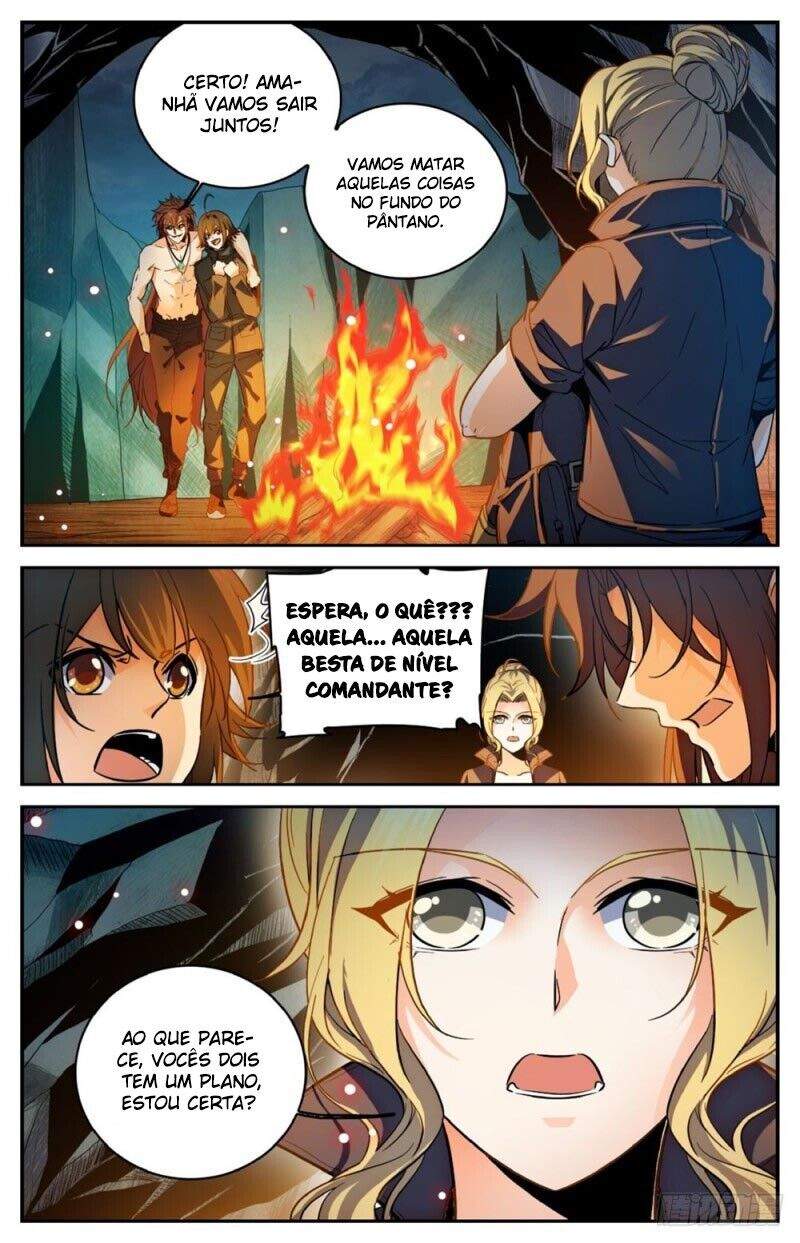 CERTO! AMA-
NHÃ VAMOS SAIR
JUNTOS!
VAMOS MATAR
AQUELAS COISAS
NO FUNDO DO
PÂNTANO.
ESPERA, O QUÊ???
AQUELA... AQUELA
BESTA DE NÍVEL
COMANDANTE?
AO QUE PARE-
CE, VOCÊS DOIS
TEM UM PLANO,
ESTOU CERTA?